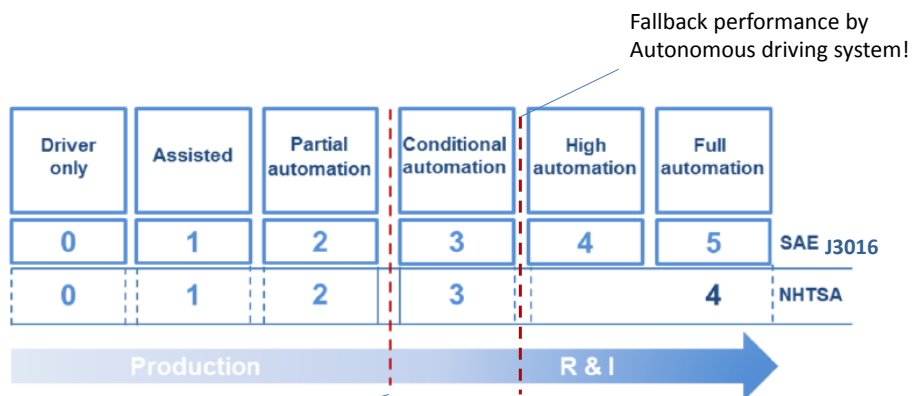 Fallback performance by
Autonomous driving system!
Driver only
Assisted
Partial automation
Conditional automation
High automation
Full automation
0 1 2 3 4 5 SAE J3016
0 1 2 3 4 NHTSA
Production R & I